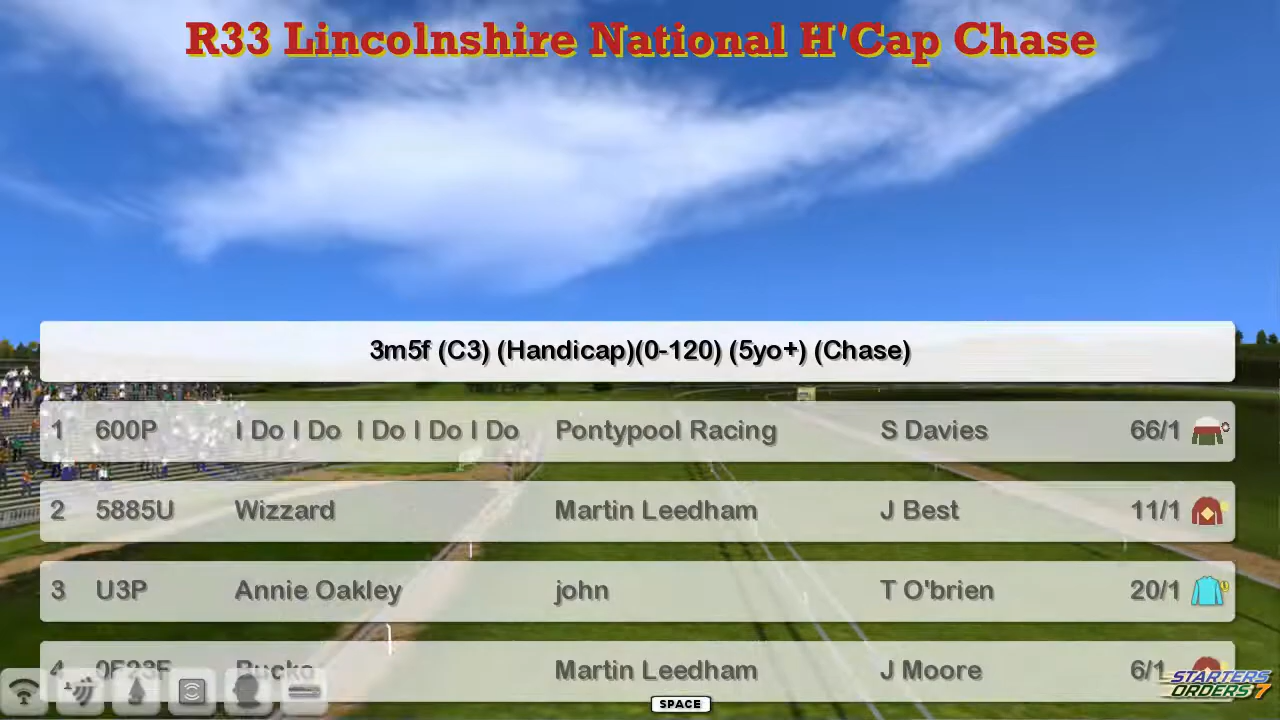 R33 Lincolnshire National H'Cap Chase
3m5f (C3) (Handicap)(0-120) (5yo+) (Chase)
1 600P I Do I Do I Do I Do I Do Pontypool Racing S Davies 66/1
2 5885U Wizzard Martin Leedham J Best 11/1
3 U3P Annie Oakley john T O'brien 20/1
4 Bucko Martin Leedham J Moore 6/1
STARTERS ORDERS 7
SPACE